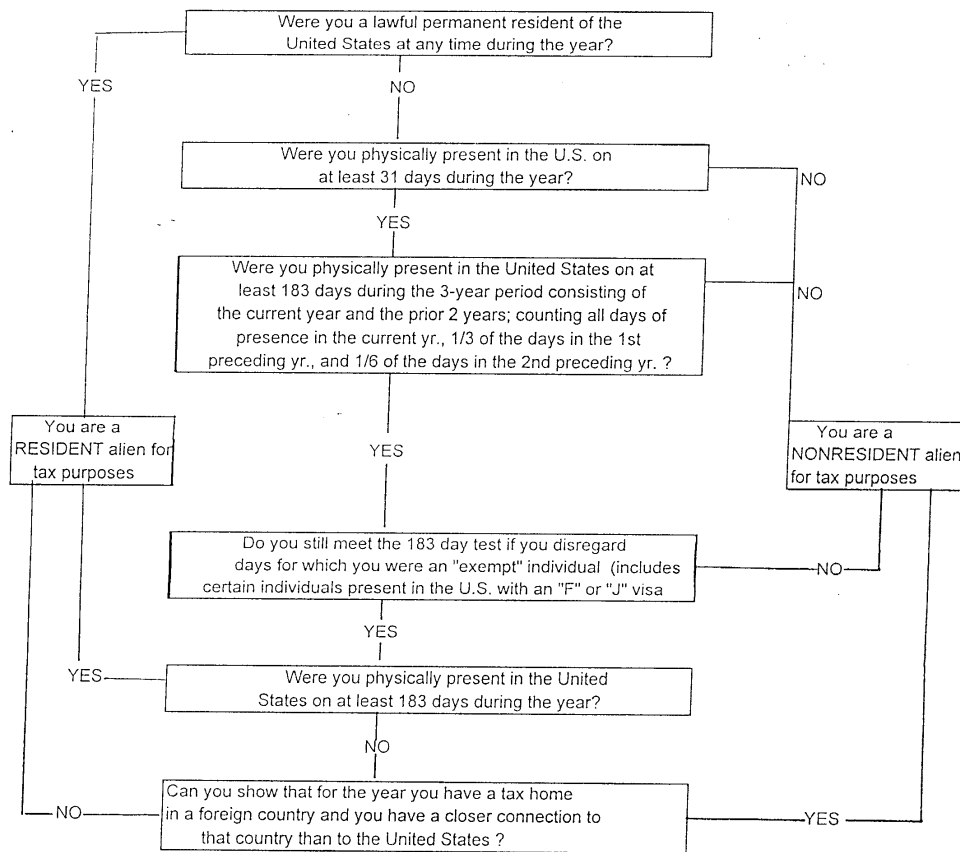 Were you a lawful permanent resident of the
United States at any time during the year?
YES
NO
Were you physically present in the U.S. on
at least 31 days during the year?
NO
YES
Were you physically present in the United States on at
least 183 days during the 3-year period consisting of
the current year and the prior 2 years; counting all days of
presence in the current yr., 1/3 of the days in the 1st
preceding yr., and 1/6 of the days in the 2nd preceding yr. ?
NO
You are a
RESIDENT alien for
tax purposes
YES
You are a
NONRESIDENT alien
for tax purposes
Do you still meet the 183 day test if you disregard
days for which you were an "exempt" individual (includes
certain individuals present in the U.S. with an "F" or "J" visa
NO
YES
YES
Were you physically present in the United
States on at least 183 days during the year?
NO
Can you show that for the year you have a tax home
in a foreign country and you have a closer connection to
that country than to the United States ?
NO
YES